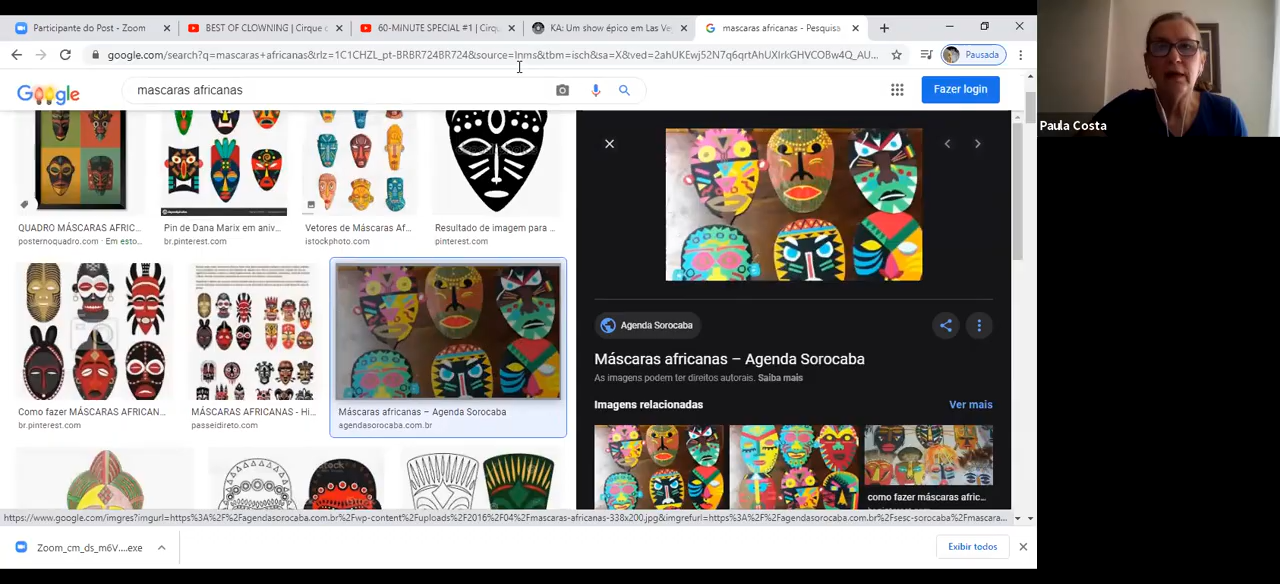 Participante do Post - Zoom
BEST OF CLOWNING | Cirque
60-MINUTE SPECIAL #1 | Cirqu
KA: Um show épico em Las Ve
mascaras africanas - Pesquisa
google.com/search?q=mascaras+africanas&rlz=1C1CHZL_pt-BRBR724BR724&source=lnms&tbm=isch&sa=X&ved=2ahUKEwj52N7q6qrtAhUXIrkGHVCOBw4Q_AU...
Pausada
Google
mascaras africanas
Fazer login
Paula Costa
QUADRO MÁSCARAS AFRIC...
posternoquadro.com · Em esto...
Pin de Dana Marix em aniv...
br.pinterest.com
Vetores de Máscaras Af...
istockphoto.com
Resultado de imagem para ...
pinterest.com
Agenda Sorocaba
Máscaras africanas – Agenda Sorocaba
As imagens podem ter direitos autorais. Saiba mais
Imagens relacionadas
Ver mais
Como fazer MÁSCARAS AFRICAN...
br.pinterest.com
MÁSCARAS AFRICANAS - Hi...
passeidireto.com
Máscaras africanas – Agenda Sorocaba
agendasorocaba.com.br
como fazer máscaras afric...
https://www.google.com/imgres?imgurl=https%3A%2F%2Fagendasorocaba.com.br%2Fwp-content%2Fuploads%2F2016%2F04%2Fmascaras-africanas-338x200.jpg&imgrefurl=https%3A%2F%2Fagendasorocaba.com.br%2Fsesc-sorocaba%2Fmascara...
Zoom_cm_ds_m6V....exe
Exibir todos